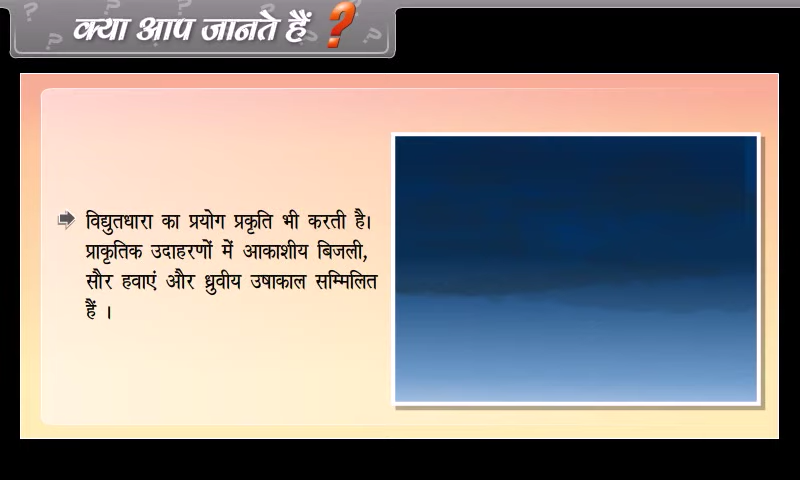 क्या आप जानते हैं ?
विद्युतधारा का प्रयोग प्रकृति भी करती है।
प्राकृतिक उदाहरणों में आकाशीय बिजली,
सौर हवाएं और ध्रुवीय उषाकाल सम्मिलित
हैं ।